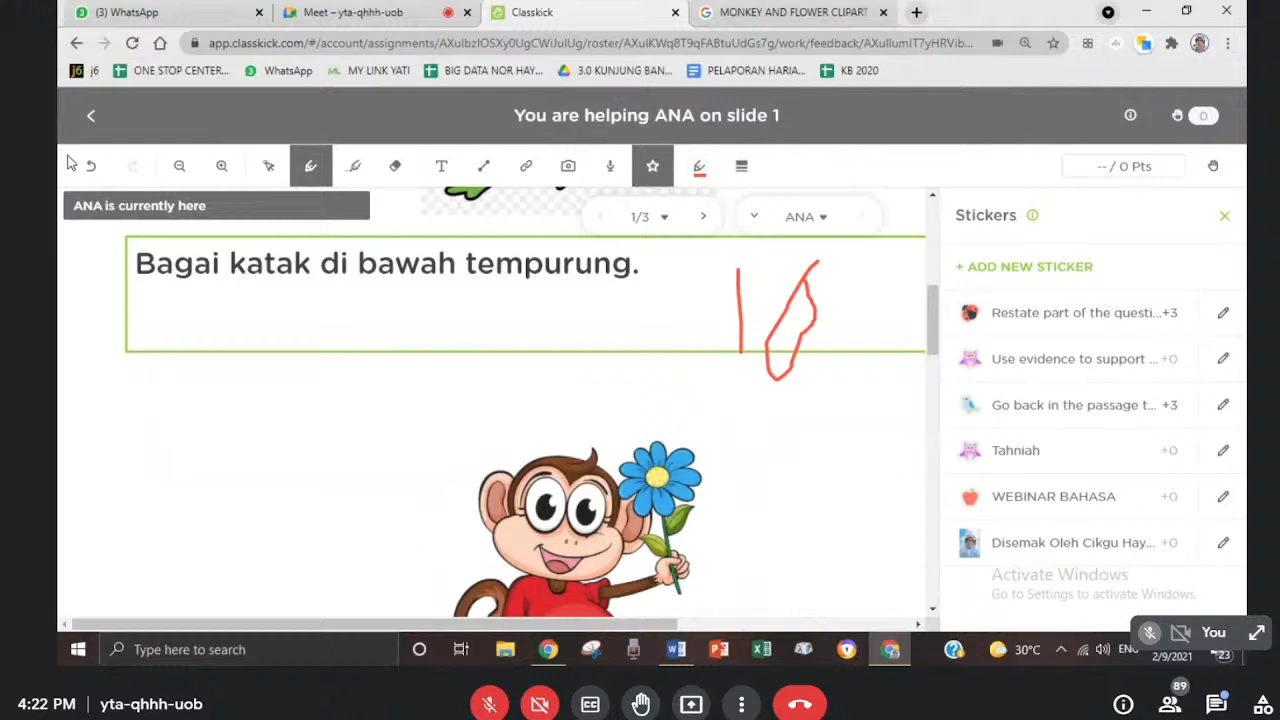 (3) WhatsApp
Meet – yta-qhhh-uob
Classkick
MONKEY AND FLOWER CLIPART
app.classkick.com/#/account/assignments/AXulbzlOSXy0UgCWiJulUg/roster/AXulKWq8T9qFABtuUdGs7g/work/feedback/AXullumIT7yHRVib...
j6
ONE STOP CENTER...
WhatsApp
ML MY LINK YATI
BIG DATA NOR HAY...
3.0 KUNJUNG BAN...
PELAPORAN HARIA...
KB 2020
You are helping ANA on slide 1
0
T
-- / 0 Pts
ANA is currently here
1/3
ANA
Stickers
Bagai katak di bawah tempurung.
10
+ ADD NEW STICKER
Restate part of the questi... +3
Use evidence to support ... +0
Go back in the passage t... +3
Tahniah +0
WEBINAR BAHASA +0
Disemak Oleh Cikgu Hay... +0
Activate Windows
Go to Settings to activate Windows.
You
Type here to search
30°C
ENG
2/9/2021
23
4:22 PM | yta-qhhh-uob
89